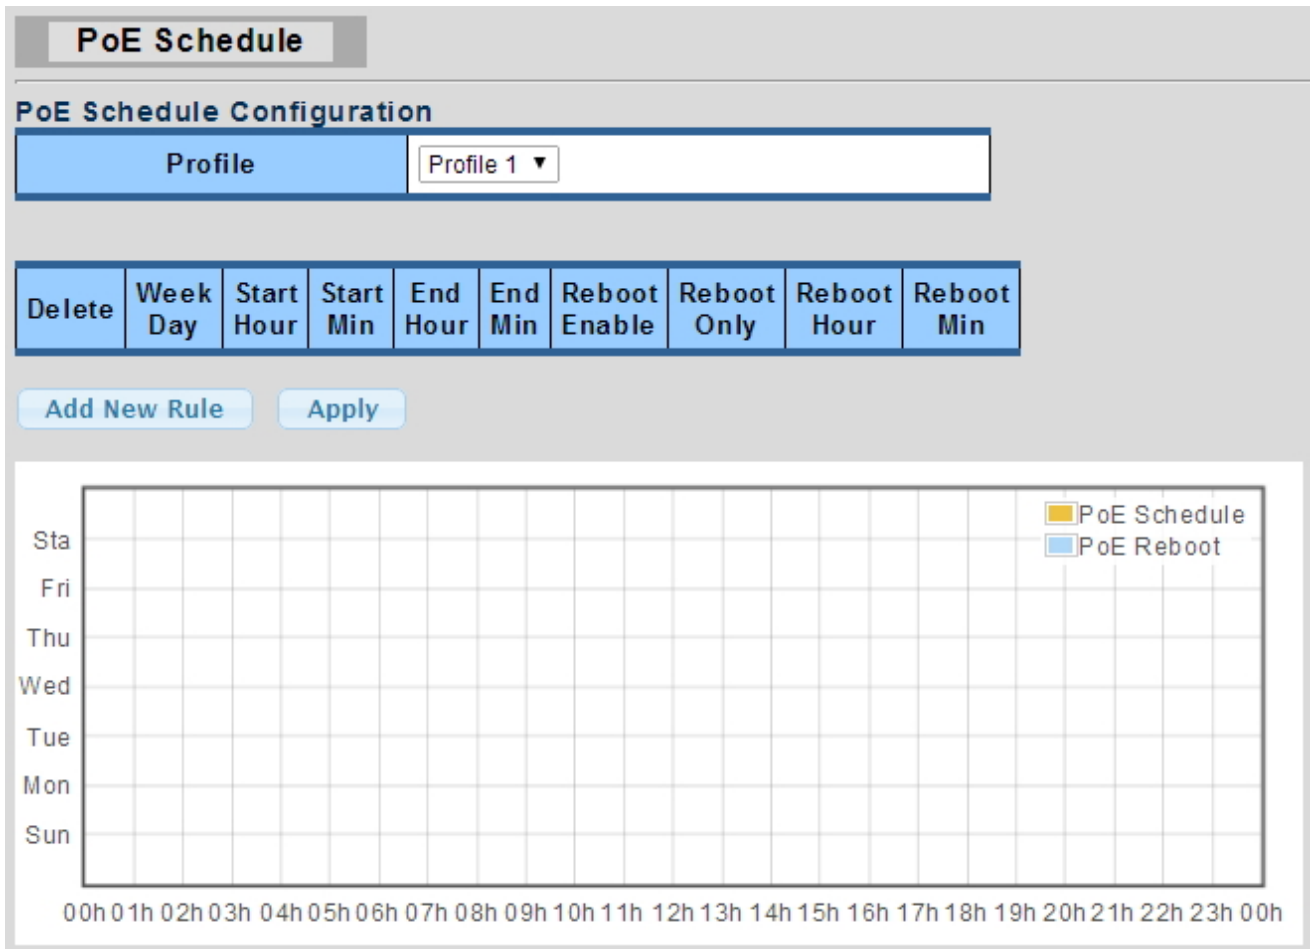 PoE Schedule
PoE Schedule Configuration
Profile Profile 1
Delete Week Day Start Hour Start Min End Hour End Min Reboot Enable Reboot Only Reboot Hour Reboot Min
Add New Rule Apply
PoE Schedule
PoE Reboot
Sta
Fri
Thu
Wed
Tue
Mon
Sun
00h 01h 02h 03h 04h 05h 06h 07h 08h 09h 10h 11h 12h 13h 14h 15h 16h 17h 18h 19h 20h 21h 22h 23h 00h